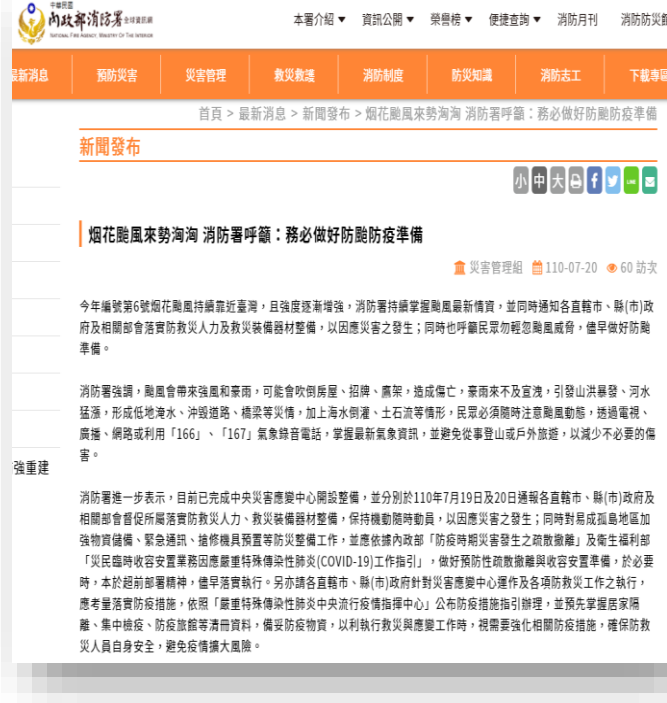 中華民國
內政部消防署全球資訊網
NATIONAL FIRE AGENCY, MINISTRY OF THE INTERIOR
本署介紹▼ 資訊公開▼ 榮譽榜▼ 便捷查詢▼ 消防月刊 消防防災館
最新消息 預防災害 災害管理 救災救護 消防制度 防災知識 消防志工 下載專區
首頁 > 最新消息 > 新聞發布 > 烟花颱風來勢洶洶 消防署呼籲：務必做好防颱防疫準備
新聞發布
小 中 大
LINE
烟花颱風來勢洶洶 消防署呼籲：務必做好防颱防疫準備
災害管理組 110-07-20 60 訪次
今年編號第6號烟花颱風持續靠近臺灣，且強度逐漸增強，消防署持續掌握颱風最新情資，並同時通知各直轄市、縣(市)政
府及相關部會落實防救災人力及救災裝備器材整備，以因應災害之發生；同時也呼籲民眾勿輕忽颱風威脅，儘早做好防颱
準備。
消防署強調，颱風會帶來強風和豪雨，可能會吹倒房屋、招牌、鷹架，造成傷亡，豪雨來不及宣洩，引發山洪暴發、河水
猛漲，形成低地淹水、沖毀道路、橋梁等災情，加上海水倒灌、土石流等情形，民眾必須隨時注意颱風動態，透過電視、
廣播、網路或利用「166」、「167」氣象錄音電話，掌握最新氣象資訊，並避免從事登山或戶外旅遊，以減少不必要的傷
害。
強重建
消防署進一步表示，目前已完成中央災害應變中心開設整備，並分別於110年7月19日及20日通報各直轄市、縣(市)政府及
相關部會督促所屬落實防救災人力、救災裝備器材整備，保持機動隨時動員，以因應災害之發生；同時對易成孤島地區加
強物資儲備、緊急通訊、搶修機具預置等防災整備工作，並應依據內政部「防疫時期災害發生之疏散撤離」及衛生福利部
「災民臨時收容安置業務因應嚴重特殊傳染性肺炎(COVID-19)工作指引」，做好預防性疏散撤離與收容安置準備，於必要
時，本於超前部署精神，儘早落實執行。另亦請各直轄市、縣(市)政府針對災害應變中心運作及各項防救災工作之執行，
應考量落實防疫措施，依照「嚴重特殊傳染性肺炎中央流行疫情指揮中心」公布防疫措施指引辦理，並預先掌握居家隔
離、集中檢疫、防疫旅館等清冊資料，備妥防疫物資，以利執行救災與應變工作時，視需要強化相關防疫措施，確保防救
災人員自身安全，避免疫情擴大風險。